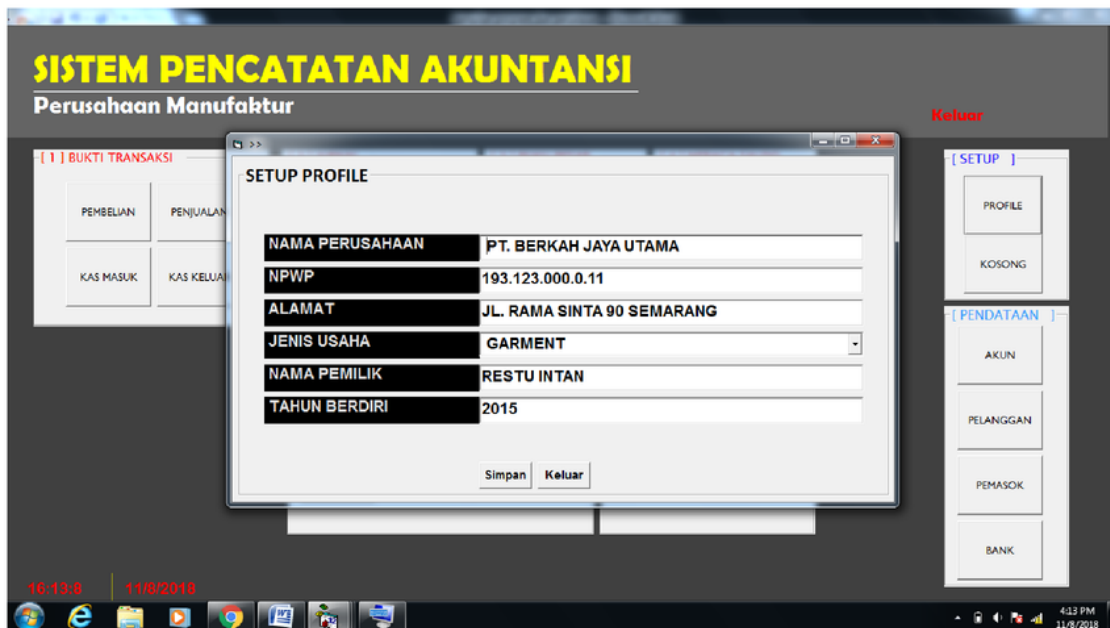 SISTEM PENCATATAN AKUNTANSI
Perusahaan Manufaktur
Keluar
[ 1 ] BUKTI TRANSAKSI
PEMBELIAN
PENJUALAN
KAS MASUK
KAS KELUA
>>
SETUP PROFILE
NAMA PERUSAHAAN PT. BERKAH JAYA UTAMA
NPWP 193.123.000.0.11
ALAMAT JL. RAMA SINTA 90 SEMARANG
JENIS USAHA GARMENT
NAMA PEMILIK RESTU INTAN
TAHUN BERDIRI 2015
Simpan Keluar
[ SETUP ]
PROFILE
KOSONG
[ PENDATAAN ]
AKUN
PELANGGAN
PEMASOK
BANK
16:13:8 11/8/2018
4:13 PM
11/8/2018